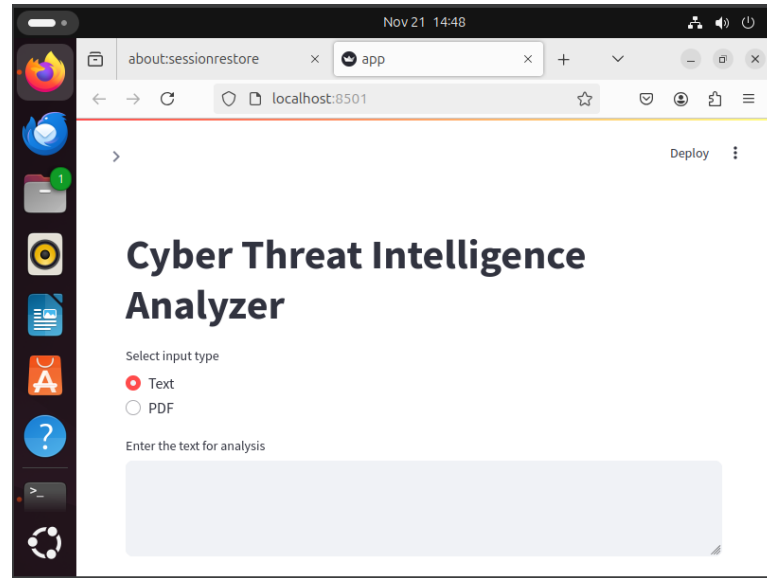 Nov 21 14:48
about:sessionrestore
app
localhost:8501
1
Deploy
Cyber Threat Intelligence
Analyzer
Select input type
Text
PDF
Enter the text for analysis